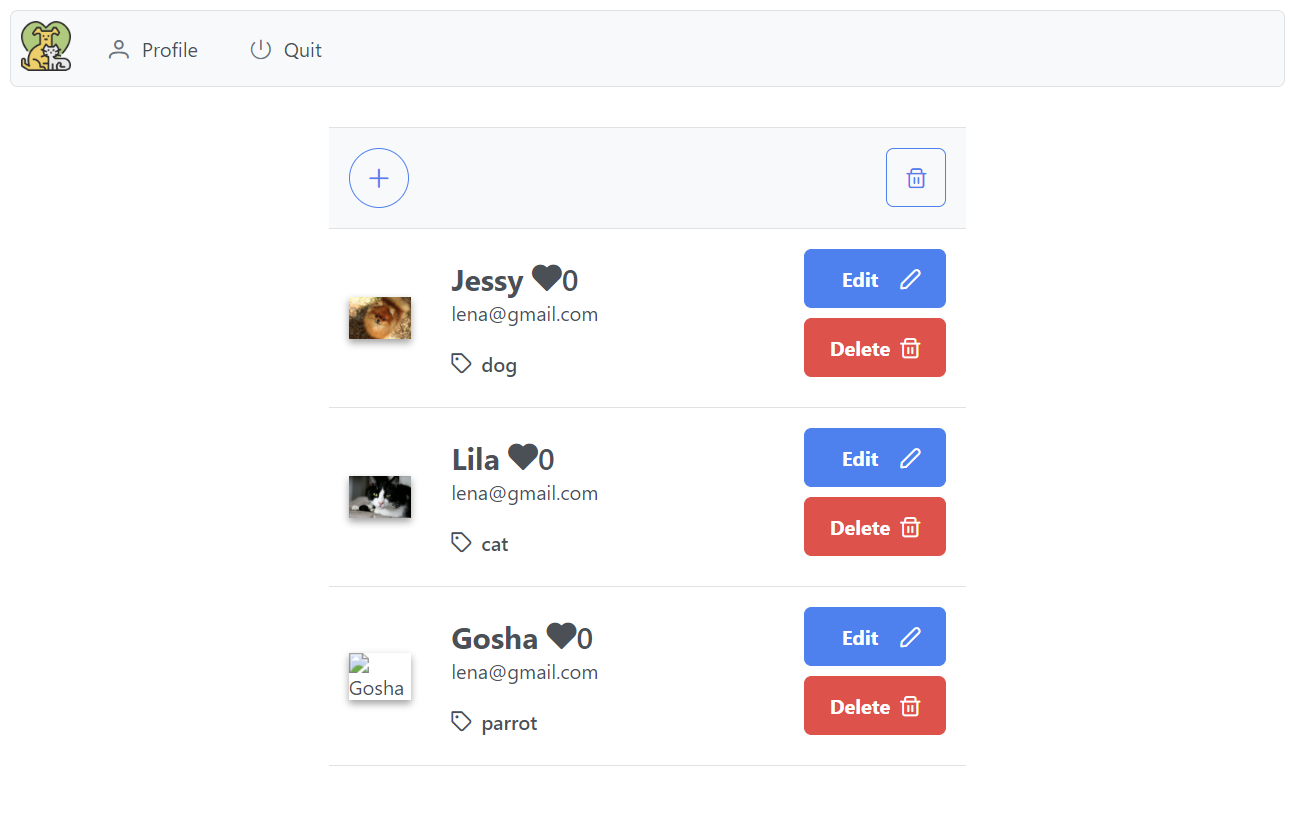 Profile
Quit
Jessy 0
lena@gmail.com
dog
Edit
Delete
Lila 0
lena@gmail.com
cat
Edit
Delete
Gosha
Gosha 0
lena@gmail.com
parrot
Edit
Delete